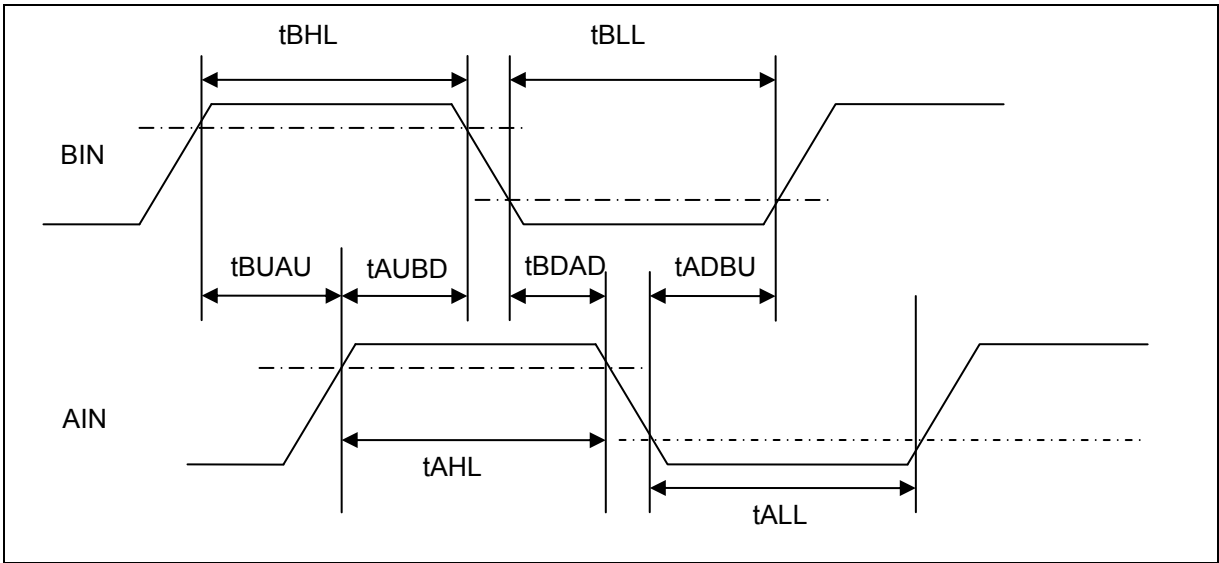 tBHL tBLL
BIN
tBUAU tAUBD tBDAD tADBU
AIN
tAHL
tALL